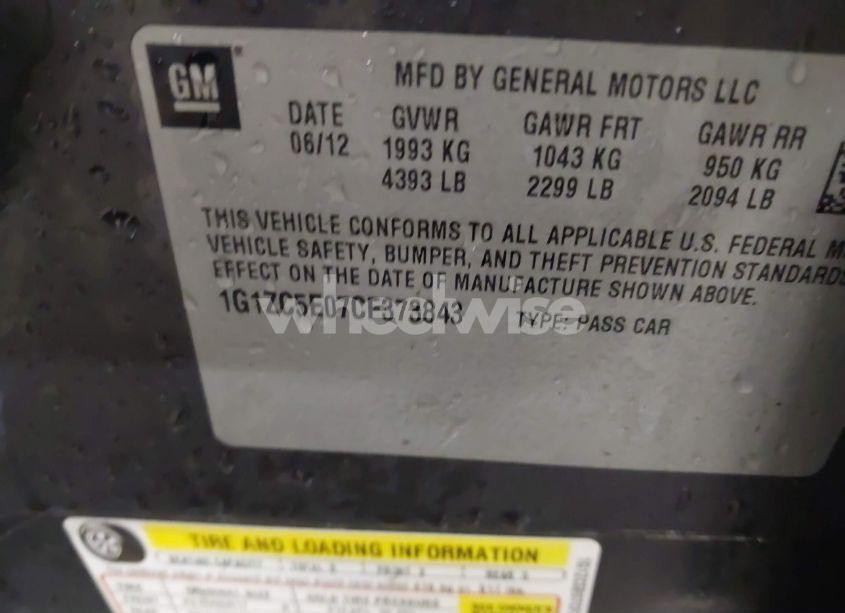 GM
MFD BY GENERAL MOTORS LLC
DATE GVWR GAWR FRT GAWR RR
06/12 1993 KG 1043 KG 950 KG
4393 LB 2299 LB 2094 LB
THIS VEHICLE CONFORMS TO ALL APPLICABLE U.S. FEDERAL M
VEHICLE SAFETY, BUMPER, AND THEFT PREVENTION STANDARDS
EFFECT ON THE DATE OF MANUFACTURE SHOWN ABOVE.
1G1ZC5E07CF373843 TYPE: PASS CAR
wheelwise
TIRE AND LOADING INFORMATION